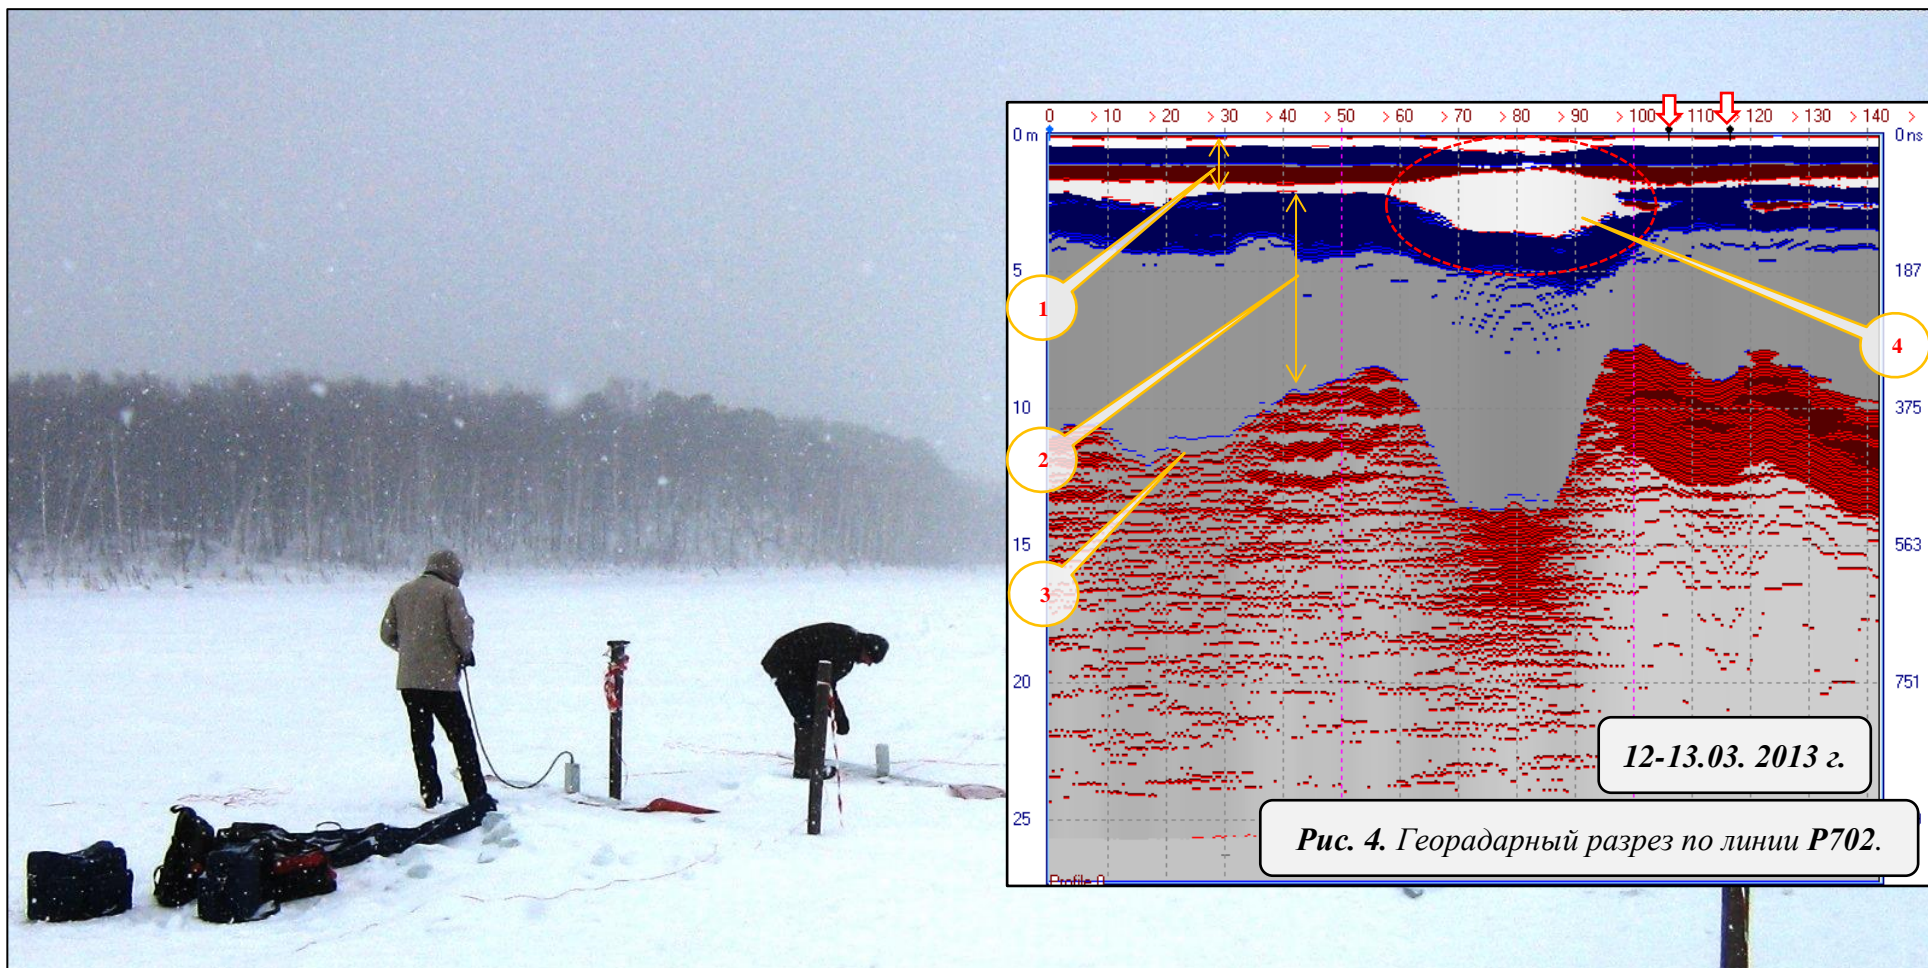 0 > 10 > 20 > 30 > 40 > 50 > 60 > 70 > 80 > 90 > 100 > 110 > 120 > 130 > 140 >
0 m 0 ns
5 187
1
4
10 375
2
15 563
3
20 751
12-13.03. 2013 г.
25
Рис. 4. Георадарный разрез по линии P702.
Profile 0